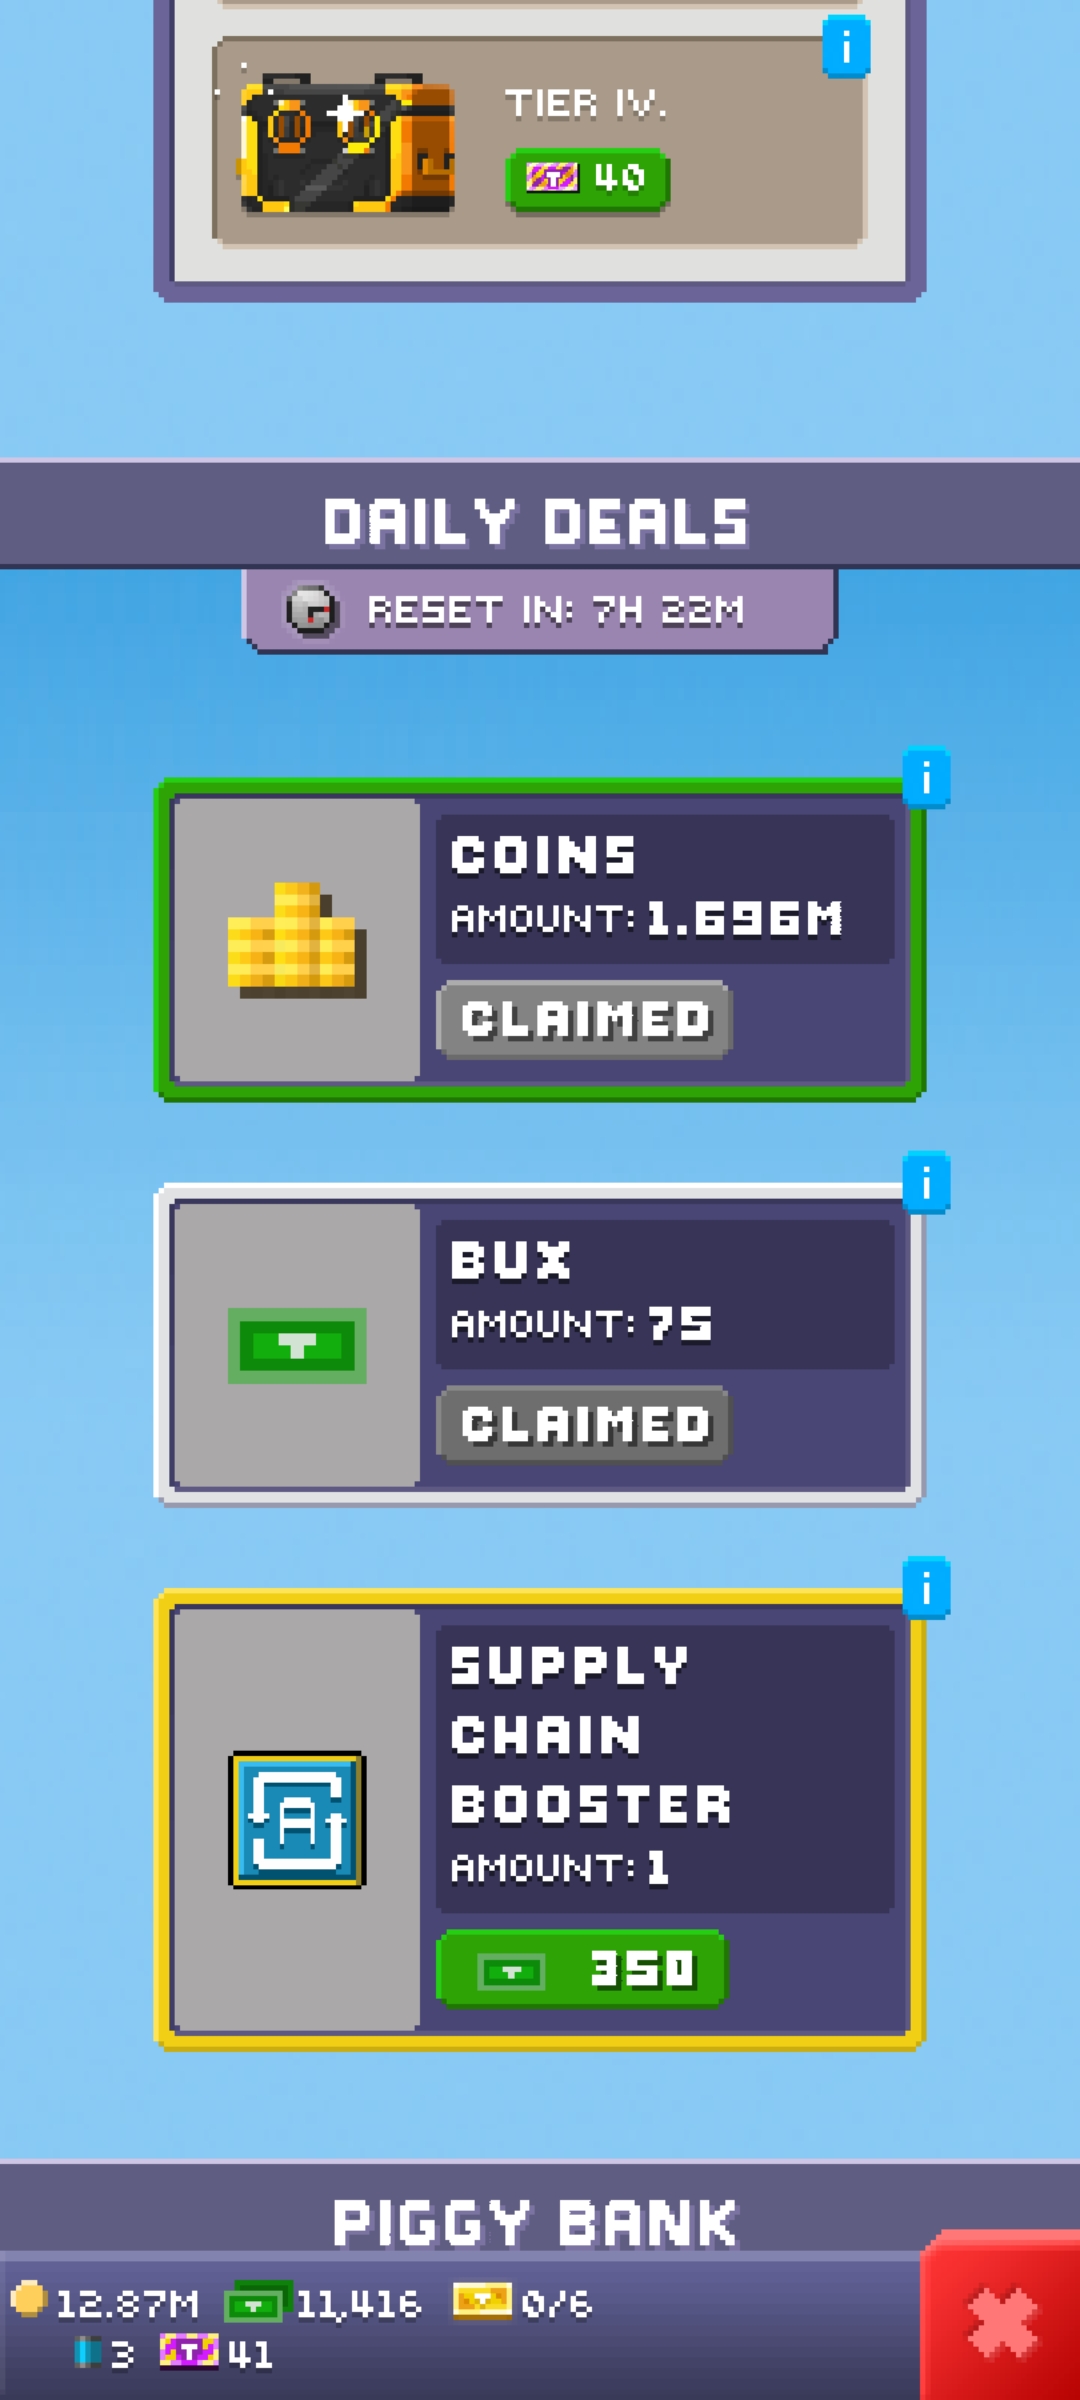 i
TIER IV.
T 40
DAILY DEALS
RESET IN: 7H 22M
i
COINS
AMOUNT: 1.696M
CLAIMED
i
BUX
AMOUNT: 75
T
CLAIMED
i
SUPPLY
CHAIN
BOOSTER
A
AMOUNT: 1
T 350
PIGGY BANK
12.87M T 11,416 T 0/6
3 T 41